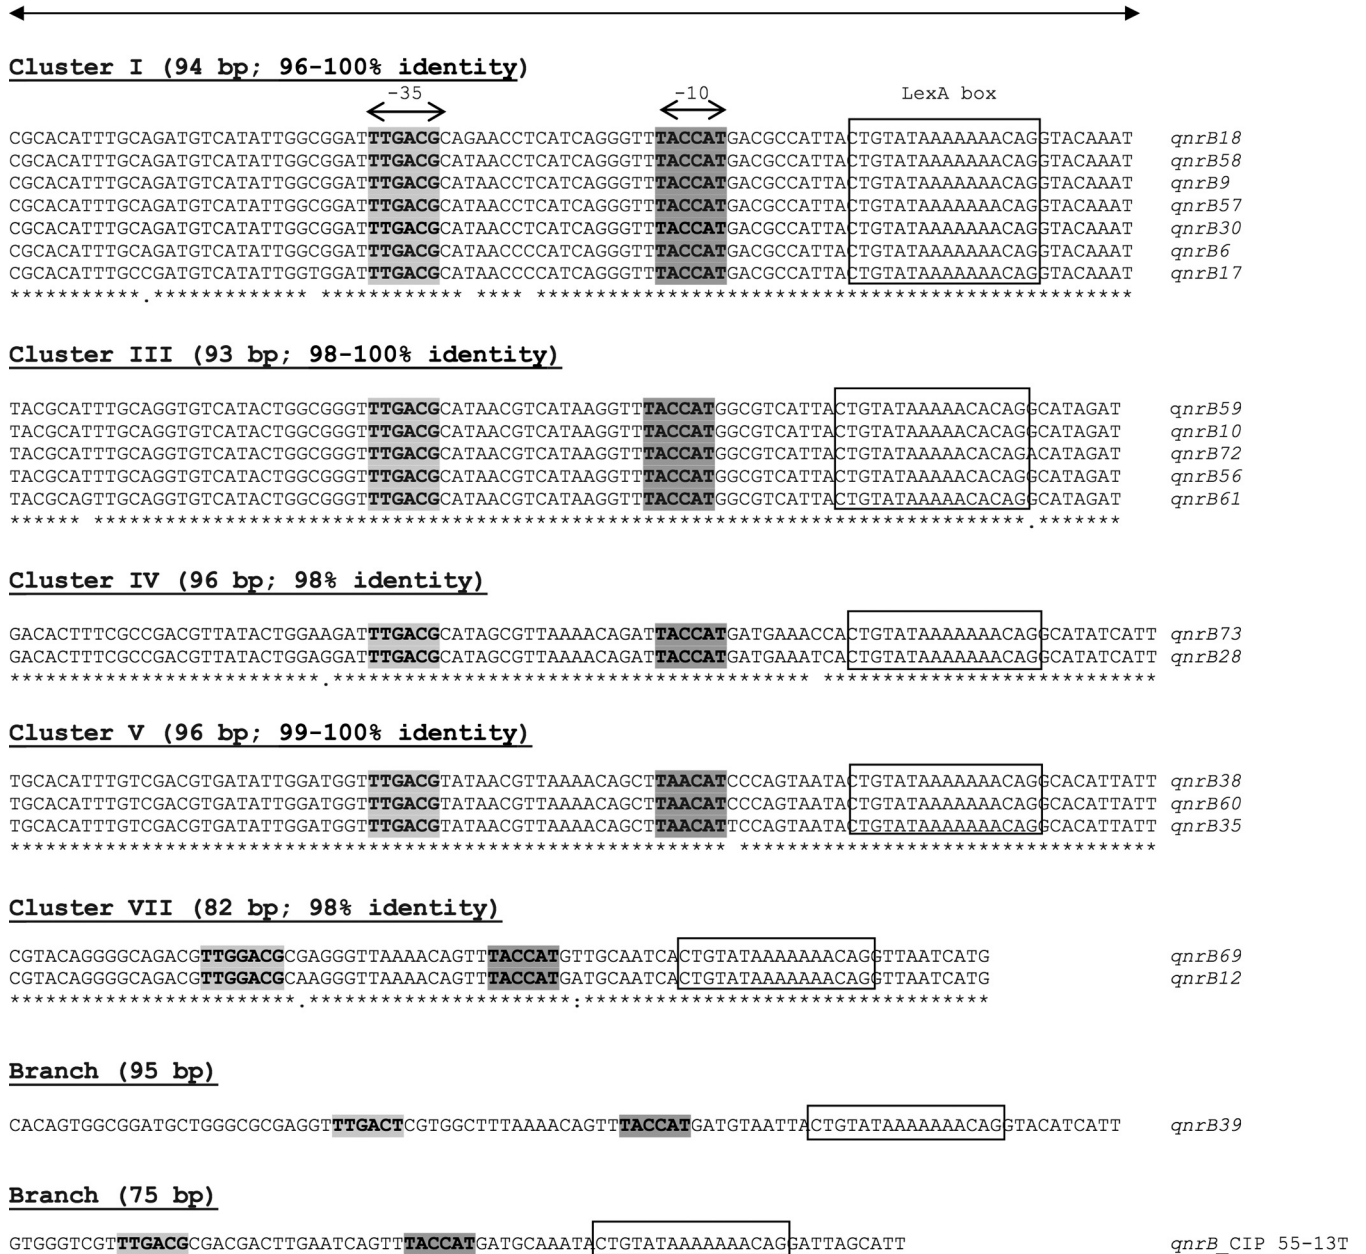 Cluster I (94 bp; 96-100% identity)
-35 -10 LexA box
CGCACATTTGCAGATGTCATATTGGCGGATTTGACGCAGAACCTCATCAGGGTTTACCATGACGCCATTACTGTATAAAAAAACAGGTACAAAT qnrB18
CGCACATTTGCAGATGTCATATTGGCGGATTTGACGCATAACCTCATCAGGGTTTACCATGACGCCATTACTGTATAAAAAAACAGGTACAAAT qnrB58
CGCACATTTGCAGATGTCATATTGGCGGATTTGACGCATAACCTCATCAGGGTTTACCATGACGCCATTACTGTATAAAAAAACAGGTACAAAT qnrB9
CGCACATTTGCAGATGTCATATTGGCGGATTTGACGCATAACCTCATCAGGGTTTACCATGACGCCATTACTGTATAAAAAAACAGGTACAAAT qnrB57
CGCACATTTGCAGATGTCATATTGGCGGATTTGACGCATAACCTCATCAGGGTTTACCATGACGCCATTACTGTATAAAAAAACAGGTACAAAT qnrB30
CGCACATTTGCAGATGTCATATTGGCGGATTTGACGCATAACCCCATCAGGGTTTACCATGACGCCATTACTGTATAAAAAAACAGGTACAAAT qnrB6
CGCACATTTGCCGATGTCATATTGGTGGATTTGACGCATAACCCCATCAGGGTTTACCATGACGCCATTACTGTATAAAAAAACAGGTACAAAT qnrB17
***********.************* ************ **** **************************************************
Cluster III (93 bp; 98-100% identity)
TACGCATTTGCAGGTGTCATACTGGCGGGTTTGACGCATAACGTCATAAGGTTTACCATGGCGTCATTACTGTATAAAAACACAGGCATAGAT qnrB59
TACGCATTTGCAGGTGTCATACTGGCGGGTTTGACGCATAACGTCATAAGGTTTACCATGGCGTCATTACTGTATAAAAACACAGGCATAGAT qnrB10
TACGCATTTGCAGGTGTCATACTGGCGGGTTTGACGCATAACGTCATAAGGTTTACCATGGCGTCATTACTGTATAAAAACACAGACATAGAT qnrB72
TACGCATTTGCAGGTGTCATACTGGCGGGTTTGACGCATAACGTCATAAGGTTTACCATGGCGTCATTACTGTATAAAAACACAGGCATAGAT qnrB56
TACGCAGTTGCAGGTGTCATACTGGCGGGTTTGACGCATAACGTCATAAGGTTTACCATGGCGTCATTACTGTATAAAAACACAGGCATAGAT qnrB61
****** ******************************************************************************.*******
Cluster IV (96 bp; 98% identity)
GACACTTTCGCCGACGTTATACTGGAAGATTTGACGCATAGCGTTAAAACAGATTACCATGATGAAACCACTGTATAAAAAAACAGGCATATCATT qnrB73
GACACTTTCGCCGACGTTATACTGGAGGATTTGACGCATAGCGTTAAAACAGATTACCATGATGAAATCACTGTATAAAAAAACAGGCATATCATT qnrB28
**************************.**************************************** ****************************
Cluster V (96 bp; 99-100% identity)
TGCACATTTGTCGACGTGATATTGGATGGTTTGACGTATAACGTTAAAACAGCTTAACATCCCAGTAATACTGTATAAAAAAACAGGCACATTATT qnrB38
TGCACATTTGTCGACGTGATATTGGATGGTTTGACGTATAACGTTAAAACAGCTTAACATCCCAGTAATACTGTATAAAAAAACAGGCACATTATT qnrB60
TGCACATTTGTCGACGTGATATTGGATGGTTTGACGTATAACGTTAAAACAGCTTAACATTCCAGTAATACTGTATAAAAAAACAGGCACATTATT qnrB35
************************************************************ ***********************************
Cluster VII (82 bp; 98% identity)
CGTACAGGGGCAGACGTTGGACGCGAGGGTTAAAACAGTTTACCATGTTGCAATCACTGTATAAAAAAACAGGTTAATCATG qnrB69
CGTACAGGGGCAGACGTTGGACGCAAGGGTTAAAACAGTTTACCATGATGCAATCACTGTATAAAAAAACAGGTTAATCATG qnrB12
************************.**********************:**********************************
Branch (95 bp)
CACAGTGGCGGATGCTGGGCGCGAGGTTTGACTCGTGGCTTTAAAACAGTTTACCATGATGTAATTACTGTATAAAAAAACAGGTACATCATT qnrB39
Branch (75 bp)
GTGGGTCGTTTGACGCGACGACTTGAATCAGTTTACCATGATGCAAATACTGTATAAAAAAACAGGATTAGCATT qnrB_CIP 55-13T